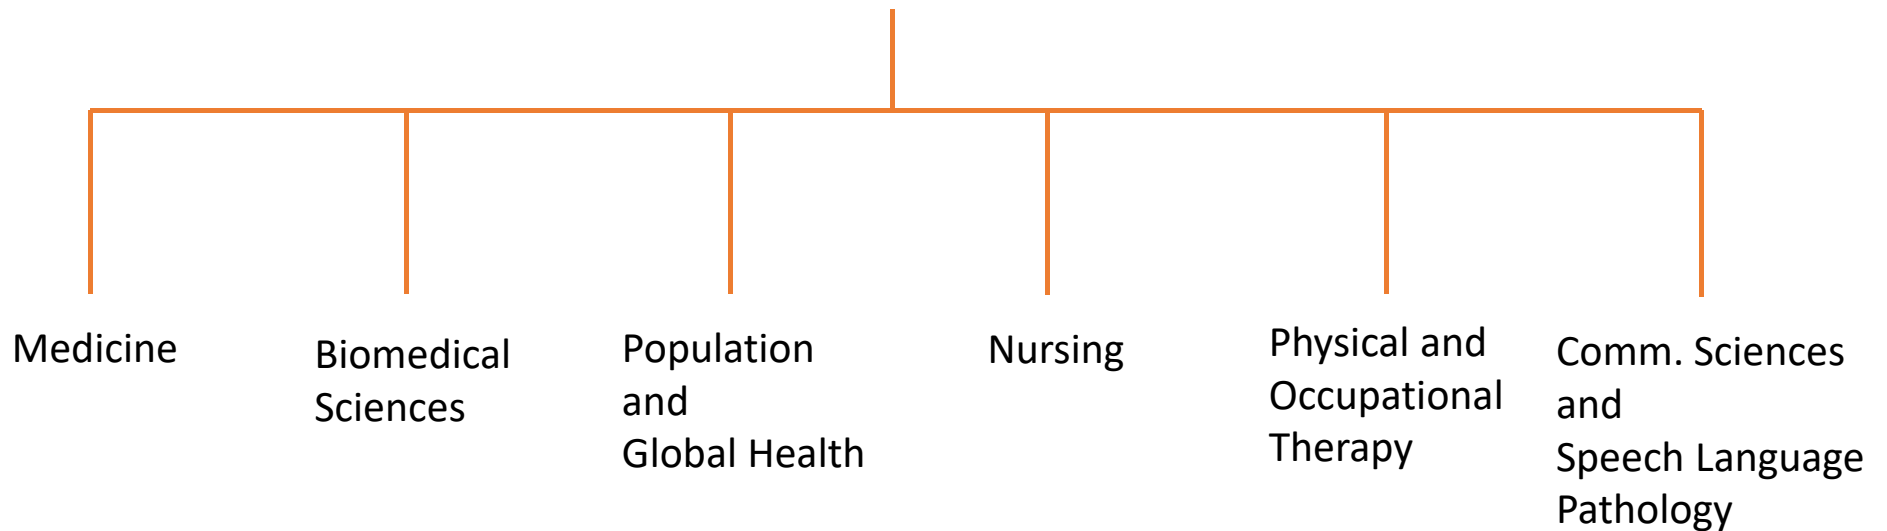 Medicine
Biomedical
Sciences
Population
and
Global Health
Nursing
Physical and
Occupational
Therapy
Comm. Sciences
and
Speech Language
Pathology